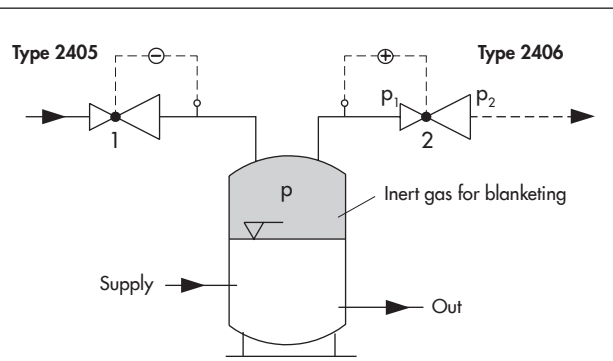 Type 2405
Type 2406
− +
p1 p2
1 2
p
Inert gas for blanketing
Supply
Out